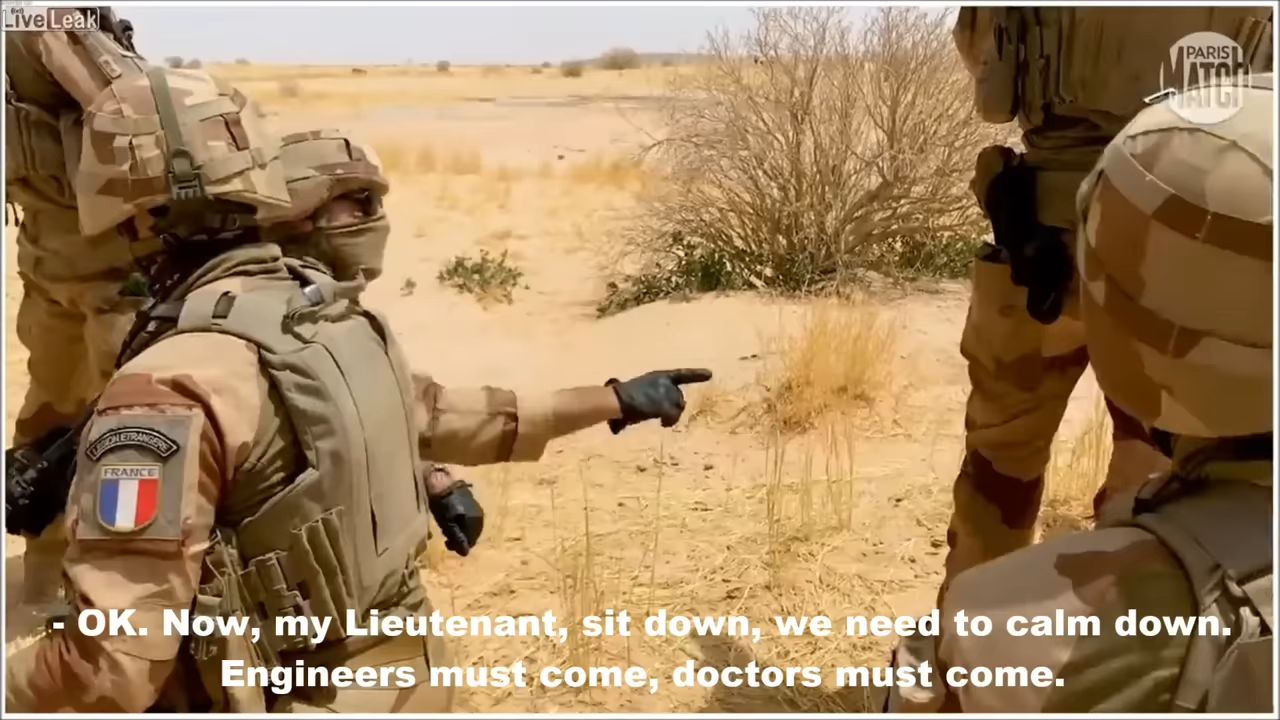 LiveLeak
PARIS
MATCH
LEGION ETRANGERE
FRANCE
- OK. Now, my Lieutenant, sit down, we need to calm down.
Engineers must come, doctors must come.